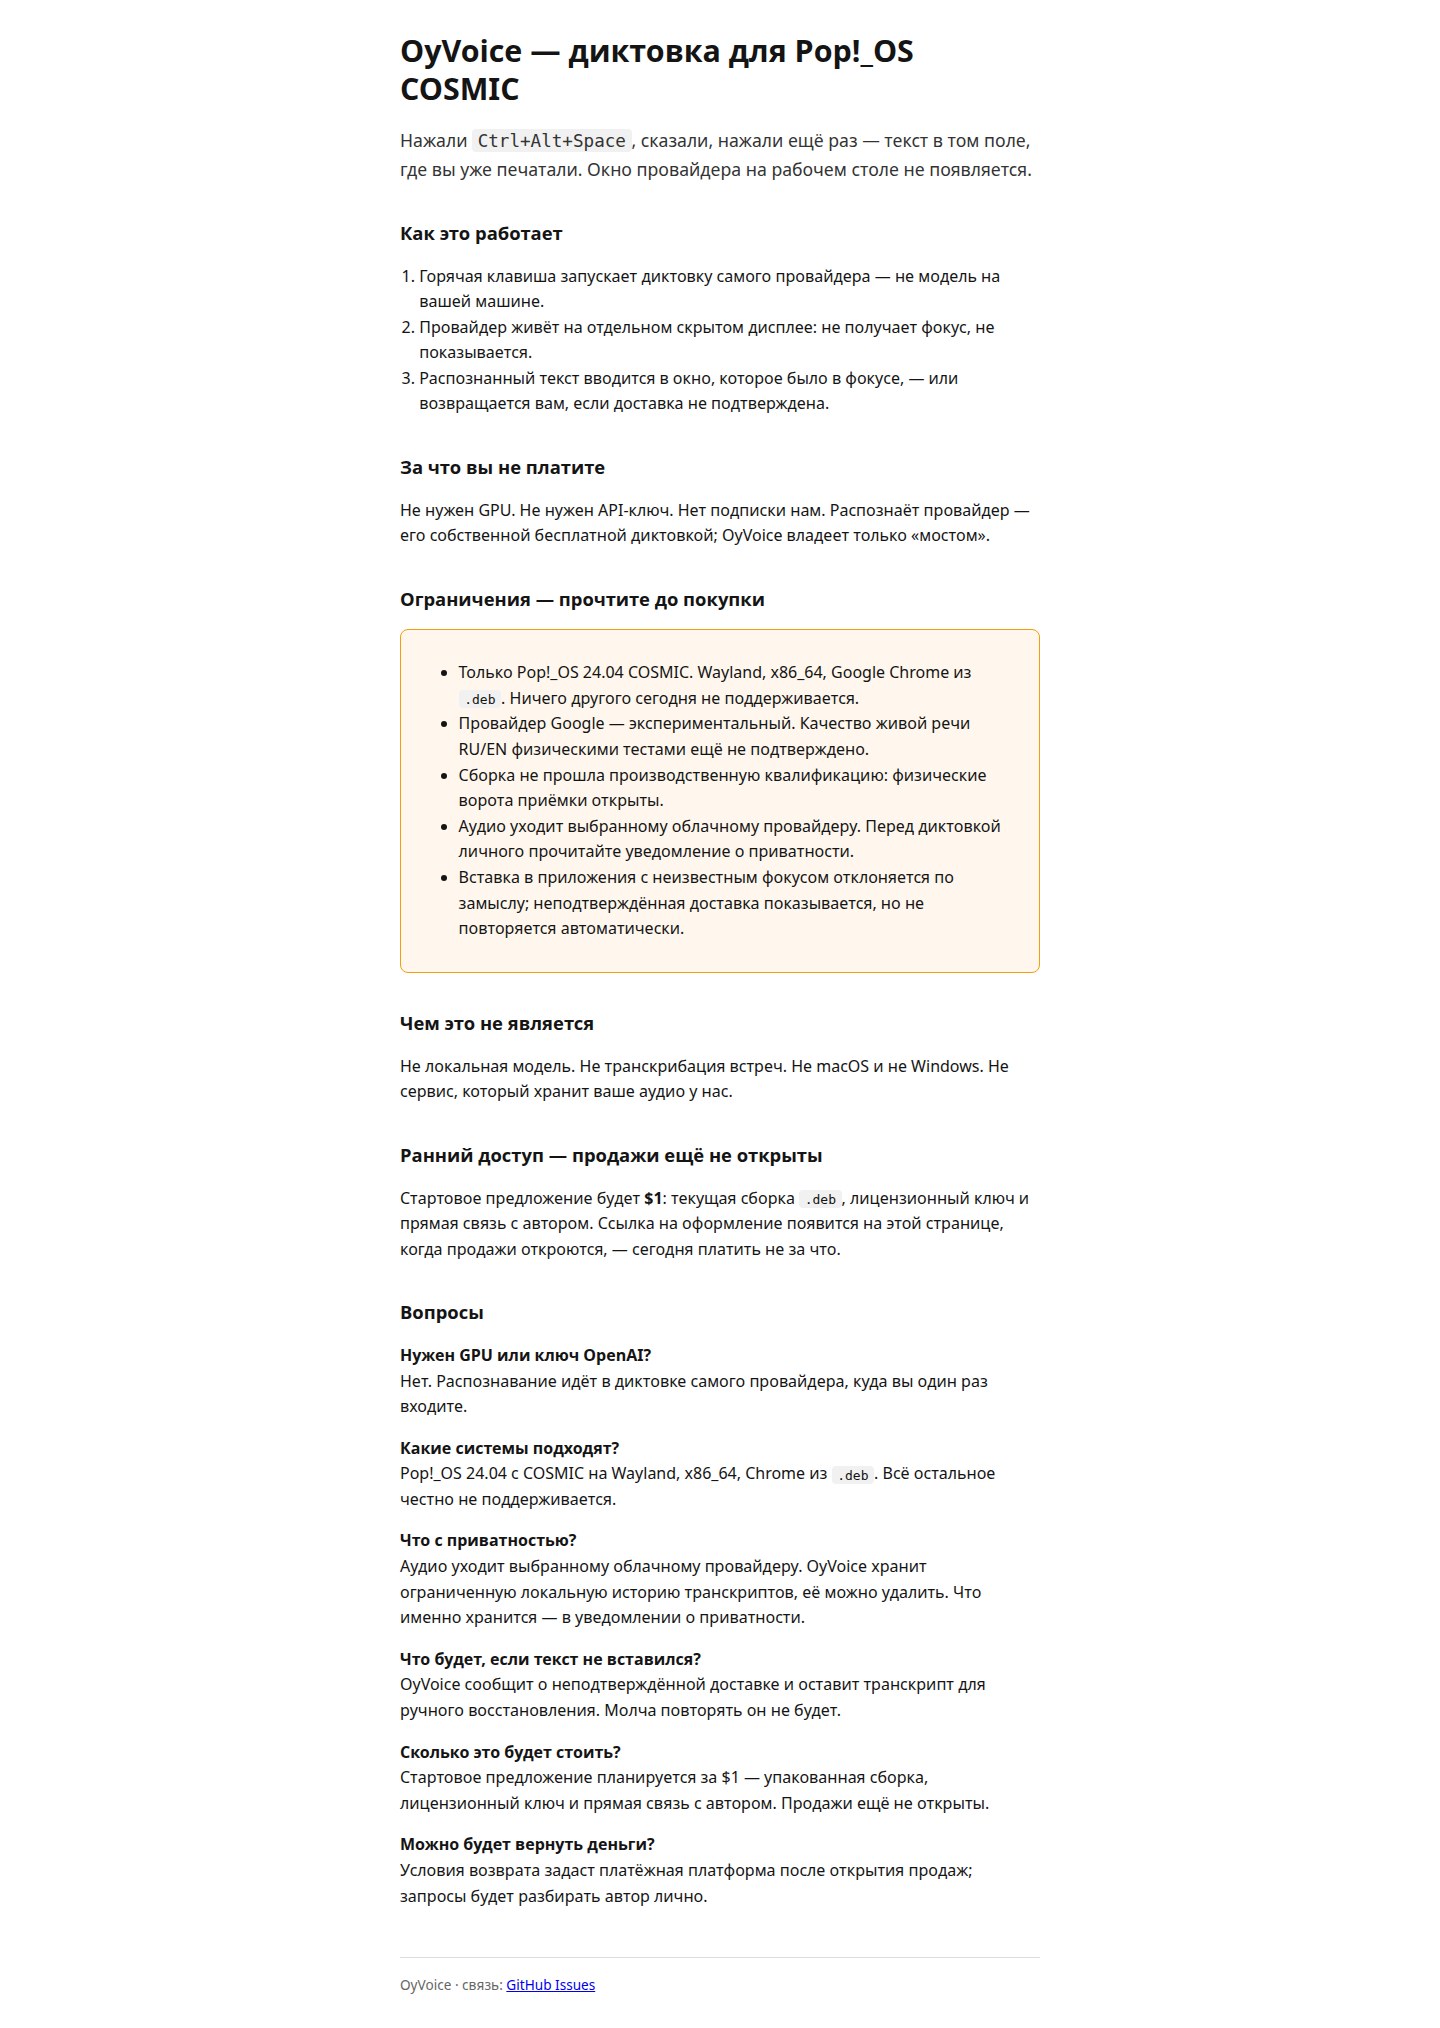 OyVoice — диктовка для Pop!_OS
COSMIC
Нажали Ctrl+Alt+Space, сказали, нажали ещё раз — текст в том поле,
где вы уже печатали. Окно провайдера на рабочем столе не появляется.
Как это работает
1. Горячая клавиша запускает диктовку самого провайдера — не модель на
вашей машине.
2. Провайдер живёт на отдельном скрытом дисплее: не получает фокус, не
показывается.
3. Распознанный текст вводится в окно, которое было в фокусе, — или
возвращается вам, если доставка не подтверждена.
За что вы не платите
Не нужен GPU. Не нужен API-ключ. Нет подписки нам. Распознаёт провайдер —
его собственной бесплатной диктовкой; OyVoice владеет только «мостом».
Ограничения — прочтите до покупки
• Только Pop!_OS 24.04 COSMIC. Wayland, x86_64, Google Chrome из
.deb. Ничего другого сегодня не поддерживается.
• Провайдер Google — экспериментальный. Качество живой речи
RU/EN физическими тестами ещё не подтверждено.
• Сборка не прошла производственную квалификацию: физические
ворота приёмки открыты.
• Аудио уходит выбранному облачному провайдеру. Перед диктовкой
личного прочитайте уведомление о приватности.
• Вставка в приложения с неизвестным фокусом отклоняется по
замыслу; неподтверждённая доставка показывается, но не
повторяется автоматически.
Чем это не является
Не локальная модель. Не транскрибация встреч. Не macOS и не Windows. Не
сервис, который хранит ваше аудио у нас.
Ранний доступ — продажи ещё не открыты
Стартовое предложение будет $1: текущая сборка .deb, лицензионный ключ и
прямая связь с автором. Ссылка на оформление появится на этой странице,
когда продажи откроются, — сегодня платить не за что.
Вопросы
Нужен GPU или ключ OpenAI?
Нет. Распознавание идёт в диктовке самого провайдера, куда вы один раз
входите.
Какие системы подходят?
Pop!_OS 24.04 с COSMIC на Wayland, x86_64, Chrome из .deb. Всё остальное
честно не поддерживается.
Что с приватностью?
Аудио уходит выбранному облачному провайдеру. OyVoice хранит
ограниченную локальную историю транскриптов, её можно удалить. Что
именно хранится — в уведомлении о приватности.
Что будет, если текст не вставился?
OyVoice сообщит о неподтверждённой доставке и оставит транскрипт для
ручного восстановления. Молча повторять он не будет.
Сколько это будет стоить?
Стартовое предложение планируется за $1 — упакованная сборка,
лицензионный ключ и прямая связь с автором. Продажи ещё не открыты.
Можно будет вернуть деньги?
Условия возврата задаст платёжная платформа после открытия продаж;
запросы будет разбирать автор лично.
OyVoice · связь: GitHub Issues